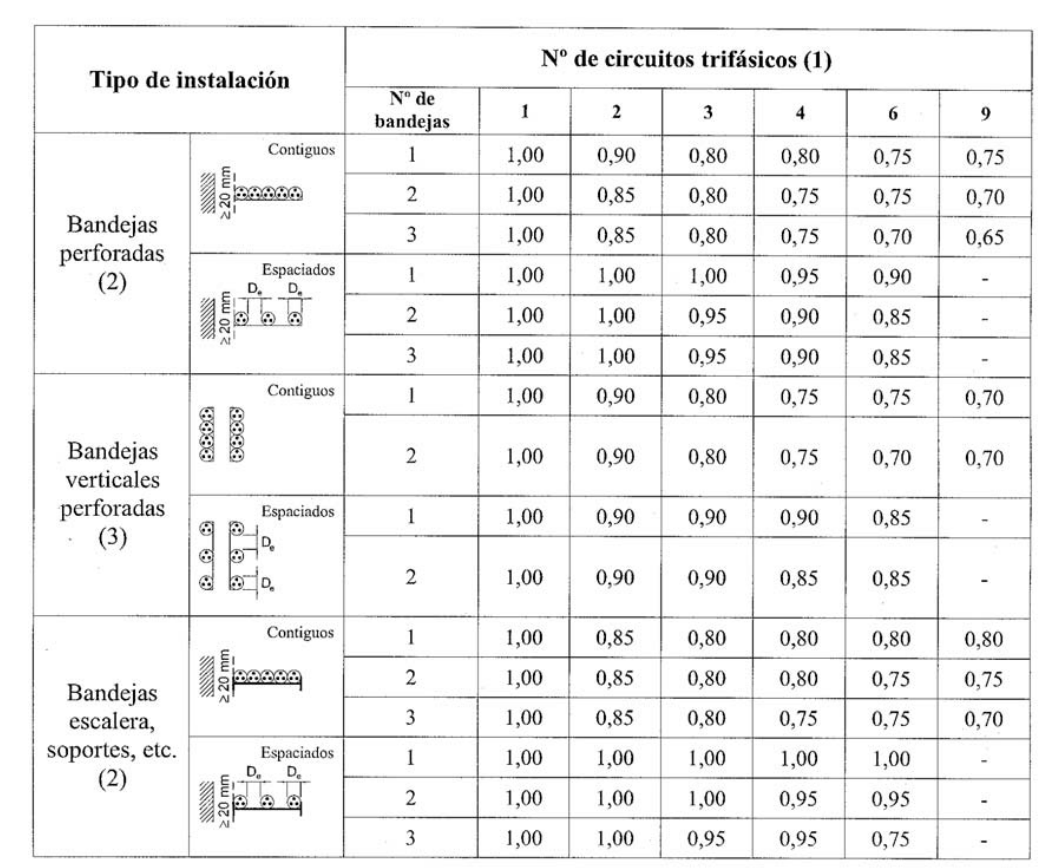 Tipo de instalación
Nº de circuitos trifásicos (1)
Nº de bandejas 1 2 3 4 6 9
Bandejas
perforadas
(2)
Contiguos
≥ 20 mm
1 1,00 0,90 0,80 0,80 0,75 0,75
2 1,00 0,85 0,80 0,75 0,75 0,70
3 1,00 0,85 0,80 0,75 0,70 0,65
Espaciados
De De
≥ 20 mm
1 1,00 1,00 1,00 0,95 0,90 -
2 1,00 1,00 0,95 0,90 0,85 -
3 1,00 1,00 0,95 0,90 0,85 -
Bandejas
verticales
perforadas
(3)
Contiguos
1 1,00 0,90 0,80 0,75 0,75 0,70
2 1,00 0,90 0,80 0,75 0,70 0,70
Espaciados
De
De
1 1,00 0,90 0,90 0,90 0,85 -
2 1,00 0,90 0,90 0,85 0,85 -
Bandejas
escalera,
soportes, etc.
(2)
Contiguos
≥ 20 mm
1 1,00 0,85 0,80 0,80 0,80 0,80
2 1,00 0,85 0,80 0,80 0,75 0,75
3 1,00 0,85 0,80 0,75 0,75 0,70
Espaciados
De De
≥ 20 mm
1 1,00 1,00 1,00 1,00 1,00 -
2 1,00 1,00 1,00 0,95 0,95 -
3 1,00 1,00 0,95 0,95 0,75 -